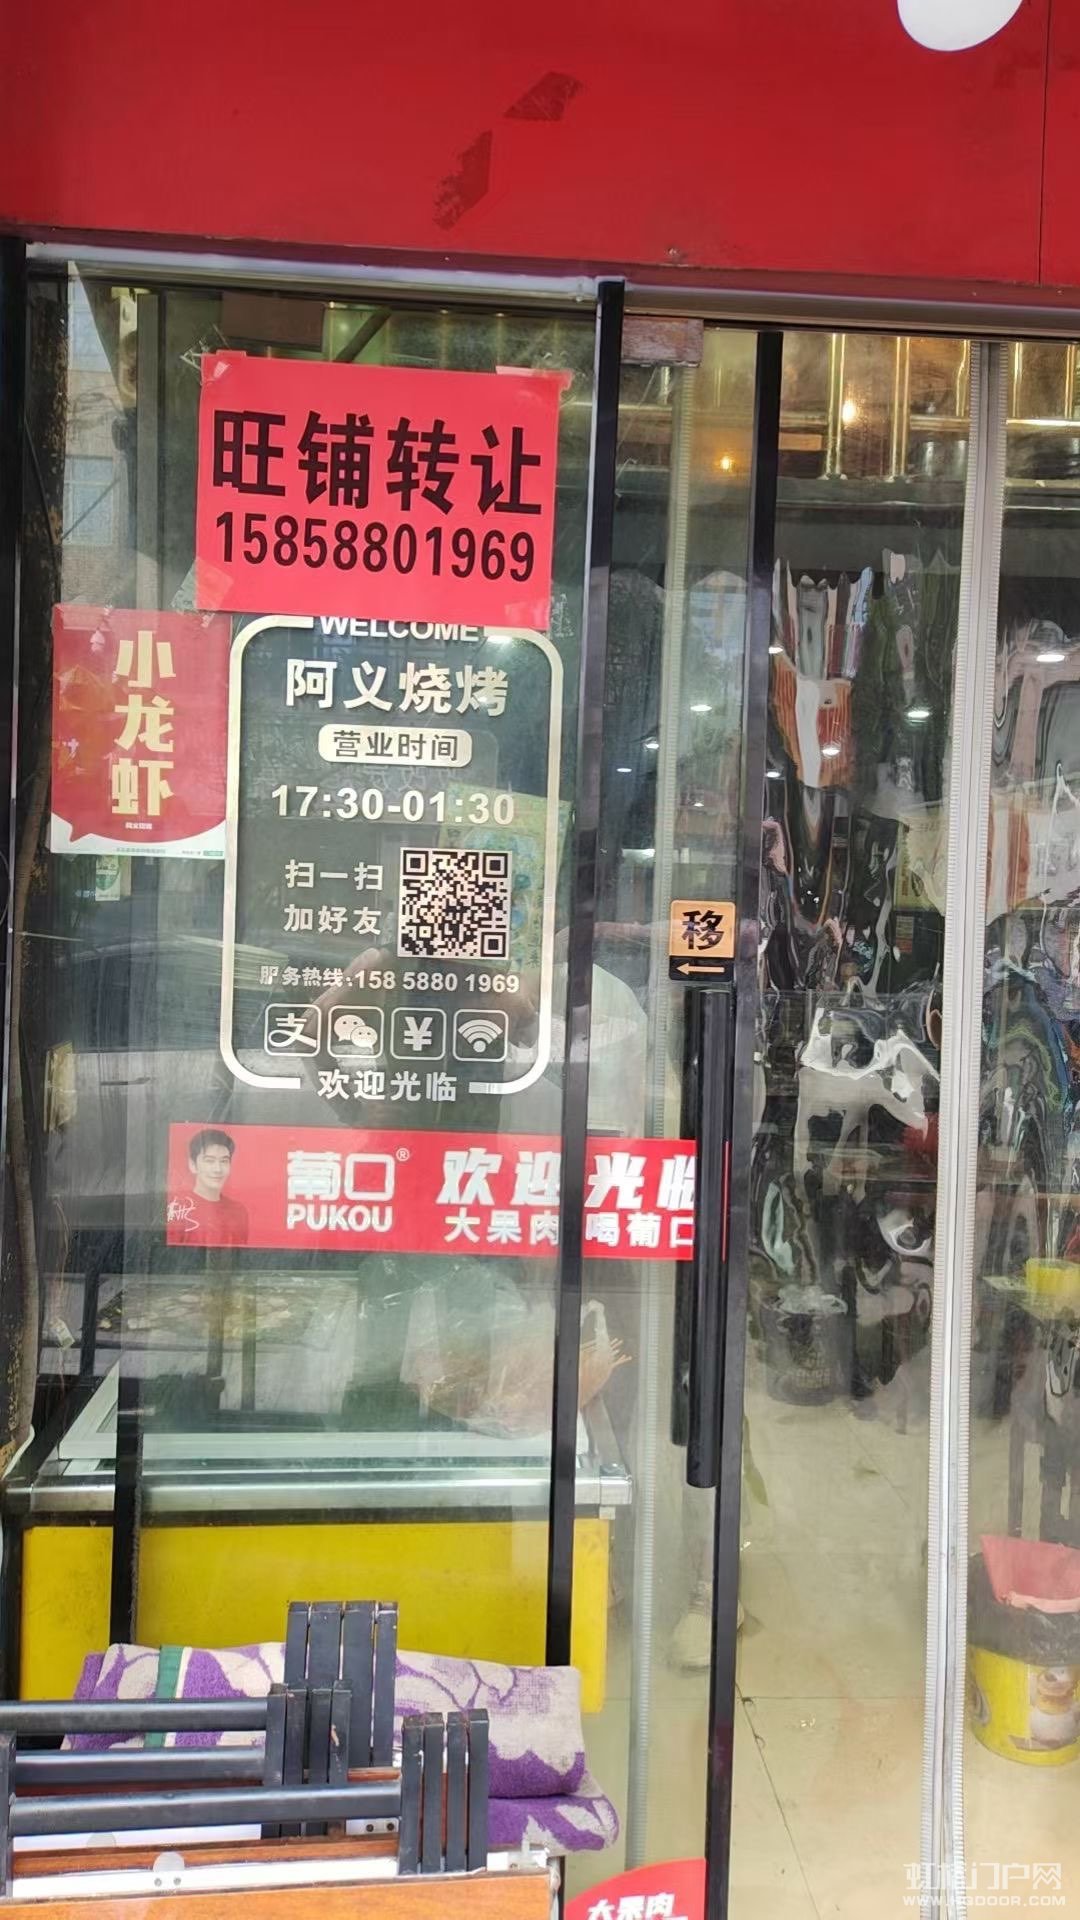 旺铺转让
15858801969
WELCOME
阿义烧烤
营业时间
17:30-01:30
扫一扫
加好友
服务热线:158 5880 1969
支
¥
欢迎光临
小龙虾
移
葡口®
PUKOU
欢迎光临
大果肉 喝葡口
大果肉
虹桥门户网
WWW.HQDOOR.COM